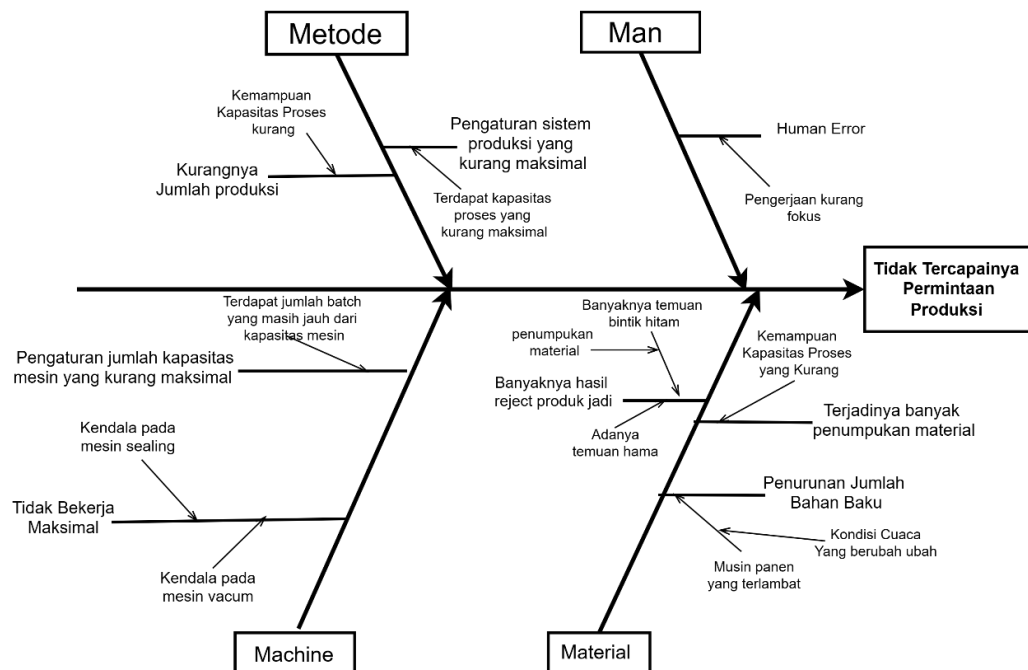 Metode
Man
Kemampuan
Kapasitas Proses
kurang
Kurangnya
Jumlah produksi
Pengaturan sistem
produksi yang
kurang maksimal
Terdapat kapasitas
proses yang
kurang maksimal
Human Error
Pengerjaan kurang
fokus
Tidak Tercapainya
Permintaan
Produksi
Terdapat jumlah batch
yang masih jauh dari
kapasitas mesin
Pengaturan jumlah kapasitas
mesin yang kurang maksimal
Kendala pada
mesin sealing
Tidak Bekerja
Maksimal
Kendala pada
mesin vacum
Banyaknya temuan
bintik hitam
penumpukan
material
Banyaknya hasil
reject produk jadi
Adanya
temuan hama
Kemampuan
Kapasitas Proses
yang Kurang
Terjadinya banyak
penumpukan material
Penurunan Jumlah
Bahan Baku
Kondisi Cuaca
Yang berubah ubah
Musin panen
yang terlambat
Machine
Material